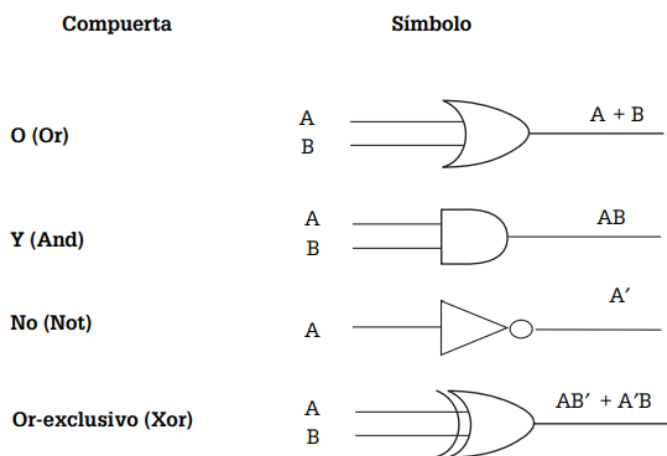 Compuerta Símbolo
O (Or)
A
B
A + B
Y (And)
A
B
AB
No (Not)
A
A′
Or-exclusivo (Xor)
A
B
AB′ + A′B